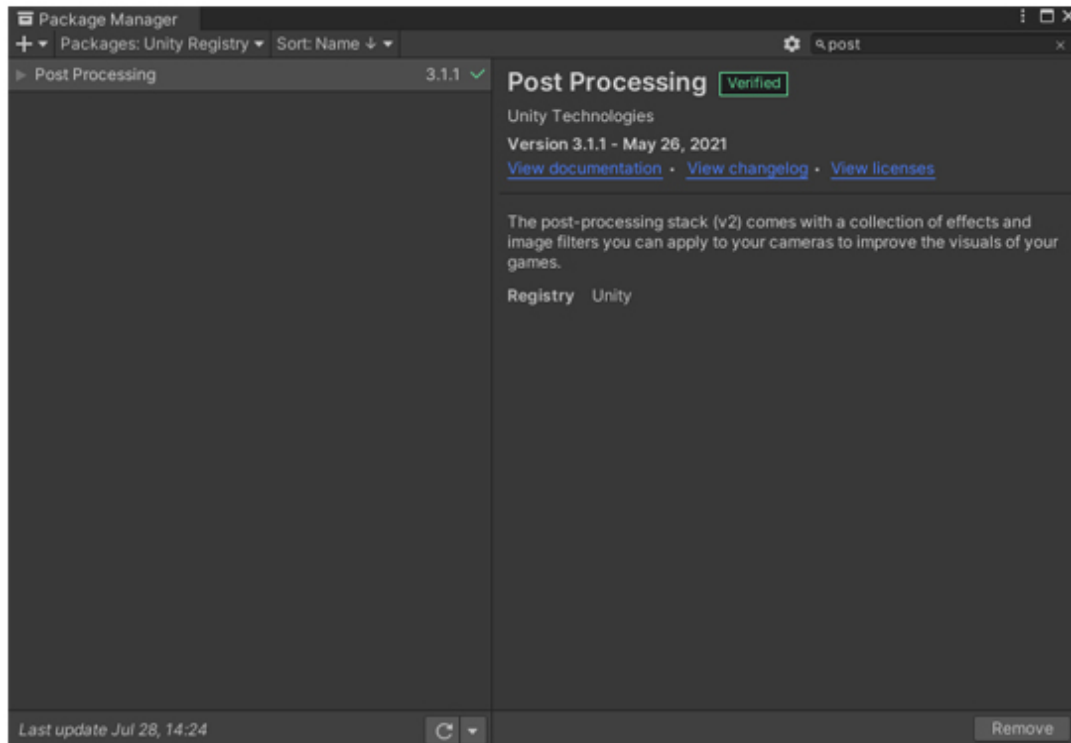 Package Manager
Packages: Unity Registry Sort: Name ↓ post
Post Processing 3.1.1
Post Processing Verified
Unity Technologies
Version 3.1.1 - May 26, 2021
View documentation • View changelog • View licenses
The post-processing stack (v2) comes with a collection of effects and
image filters you can apply to your cameras to improve the visuals of your
games.
Registry Unity
Last update Jul 28, 14:24
Remove